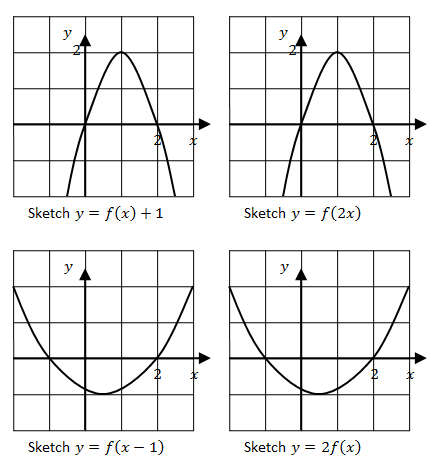 y y
2 2
2 x 2 x
Sketch y = f(x) + 1 Sketch y = f(2x)
y y
2 x 2 x
Sketch y = f(x − 1) Sketch y = 2f(x)